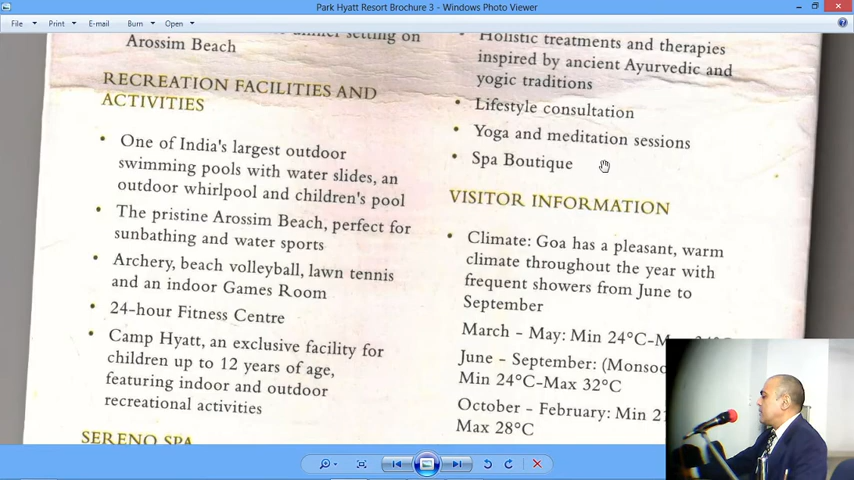 Park Hyatt Resort Brochure 3 - Windows Photo Viewer
File Print E-mail Burn Open
dinner setting on
Arossim Beach
RECREATION FACILITIES AND
ACTIVITIES
• One of India's largest outdoor
swimming pools with water slides, an
outdoor whirlpool and children's pool
• The pristine Arossim Beach, perfect for
sunbathing and water sports
• Archery, beach volleyball, lawn tennis
and an indoor Games Room
• 24-hour Fitness Centre
• Camp Hyatt, an exclusive facility for
children up to 12 years of age,
featuring indoor and outdoor
recreational activities
SERENO SPA
Holistic treatments and therapies
inspired by ancient Ayurvedic and
yogic traditions
• Lifestyle consultation
• Yoga and meditation sessions
• Spa Boutique
VISITOR INFORMATION
• Climate: Goa has a pleasant, warm
climate throughout the year with
frequent showers from June to
September
March - May: Min 24°C-
June - September:
Min 24°C-Max 32°C
October - February: Min
Max 28°C